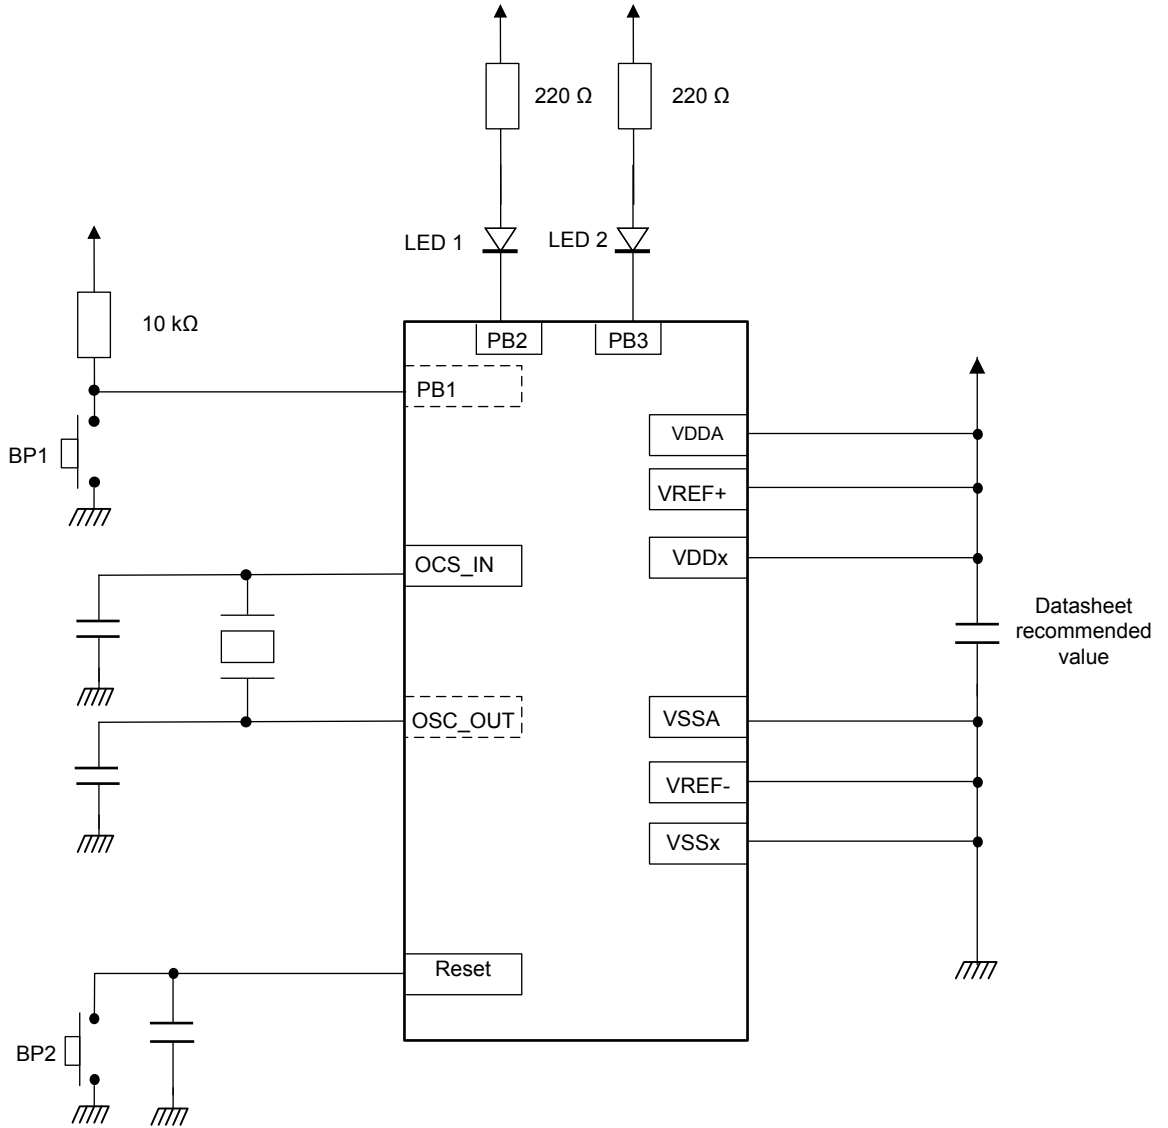 220 Ω
220 Ω
LED 1
LED 2
10 kΩ
PB2
PB3
PB1
VDDA
BP1
VREF+
VDDx
OCS_IN
Datasheet
recommended
value
OSC_OUT
VSSA
VREF-
VSSx
Reset
BP2